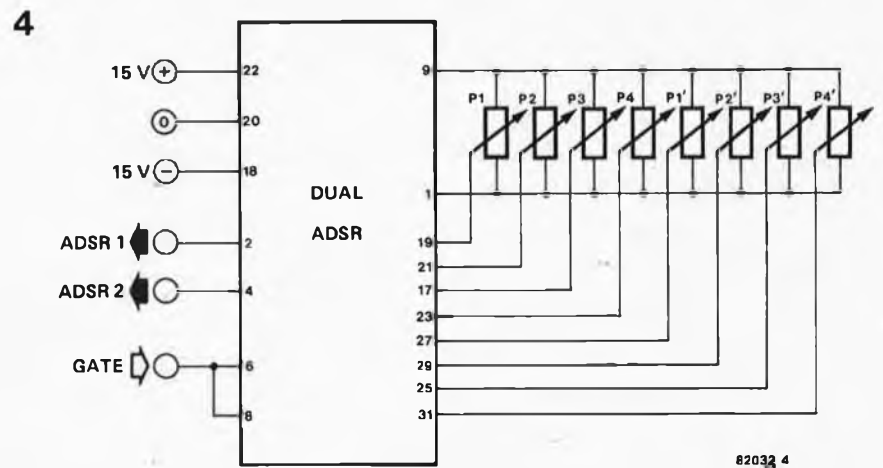 4
15 V +
0
15 V −
ADSR 1
ADSR 2
GATE
22
20
18
2
4
6
8
DUAL
ADSR
9
1
19
21
17
23
27
29
25
31
P1 P2 P3 P4 P1' P2' P3' P4'
82032 4